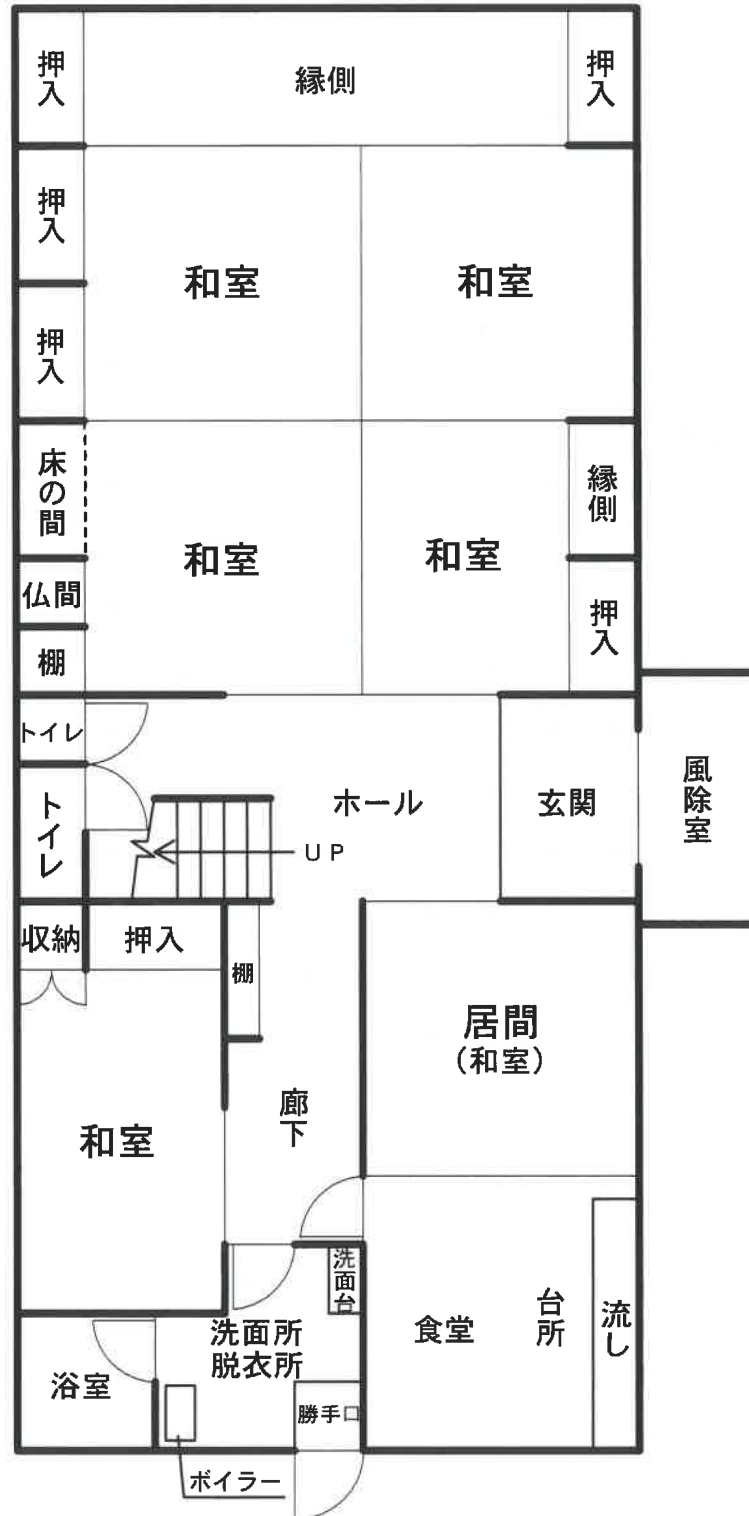 押入
縁側
押入
押入
和室
和室
押入
床の間
縁側
和室
和室
仏間
押入
棚
トイレ
風除室
ホール
玄関
トイレ
UP
収納
押入
棚
居間
(和室)
廊下
和室
洗面台
台所
流し
食堂
洗面所
脱衣所
浴室
勝手口
ボイラー